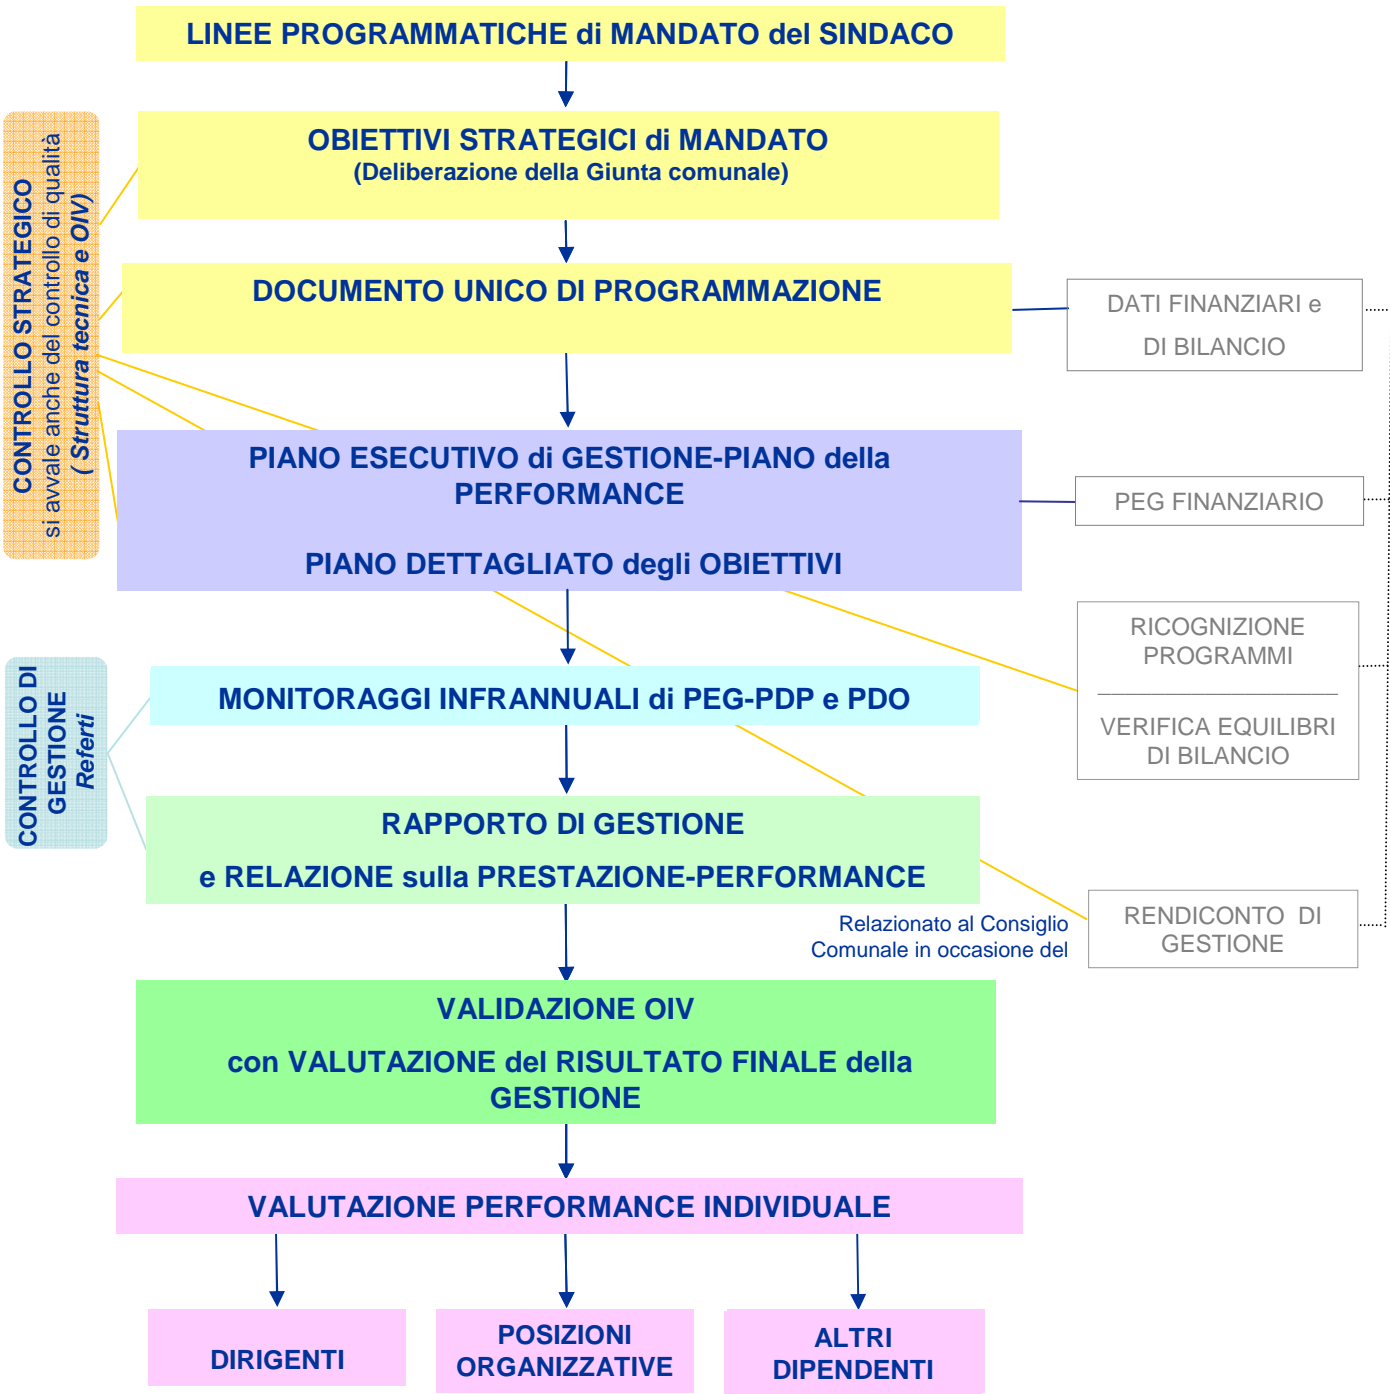 LINEE PROGRAMMATICHE di MANDATO del SINDACO
OBIETTIVI STRATEGICI di MANDATO
(Deliberazione della Giunta comunale)
CONTROLLO STRATEGICO
si avvale anche del controllo di qualità
( Struttura tecnica e OIV)
DOCUMENTO UNICO DI PROGRAMMAZIONE
DATI FINANZIARI e
DI BILANCIO
PIANO ESECUTIVO di GESTIONE-PIANO della
PERFORMANCE
PIANO DETTAGLIATO degli OBIETTIVI
PEG FINANZIARIO
RICOGNIZIONE
PROGRAMMI
VERIFICA EQUILIBRI
DI BILANCIO
CONTROLLO DI
GESTIONE
Referti
MONITORAGGI INFRANNUALI di PEG-PDP e PDO
RAPPORTO DI GESTIONE
e RELAZIONE sulla PRESTAZIONE-PERFORMANCE
Relazionato al Consiglio
Comunale in occasione del
RENDICONTO DI
GESTIONE
VALIDAZIONE OIV
con VALUTAZIONE del RISULTATO FINALE della
GESTIONE
VALUTAZIONE PERFORMANCE INDIVIDUALE
DIRIGENTI
POSIZIONI
ORGANIZZATIVE
ALTRI
DIPENDENTI